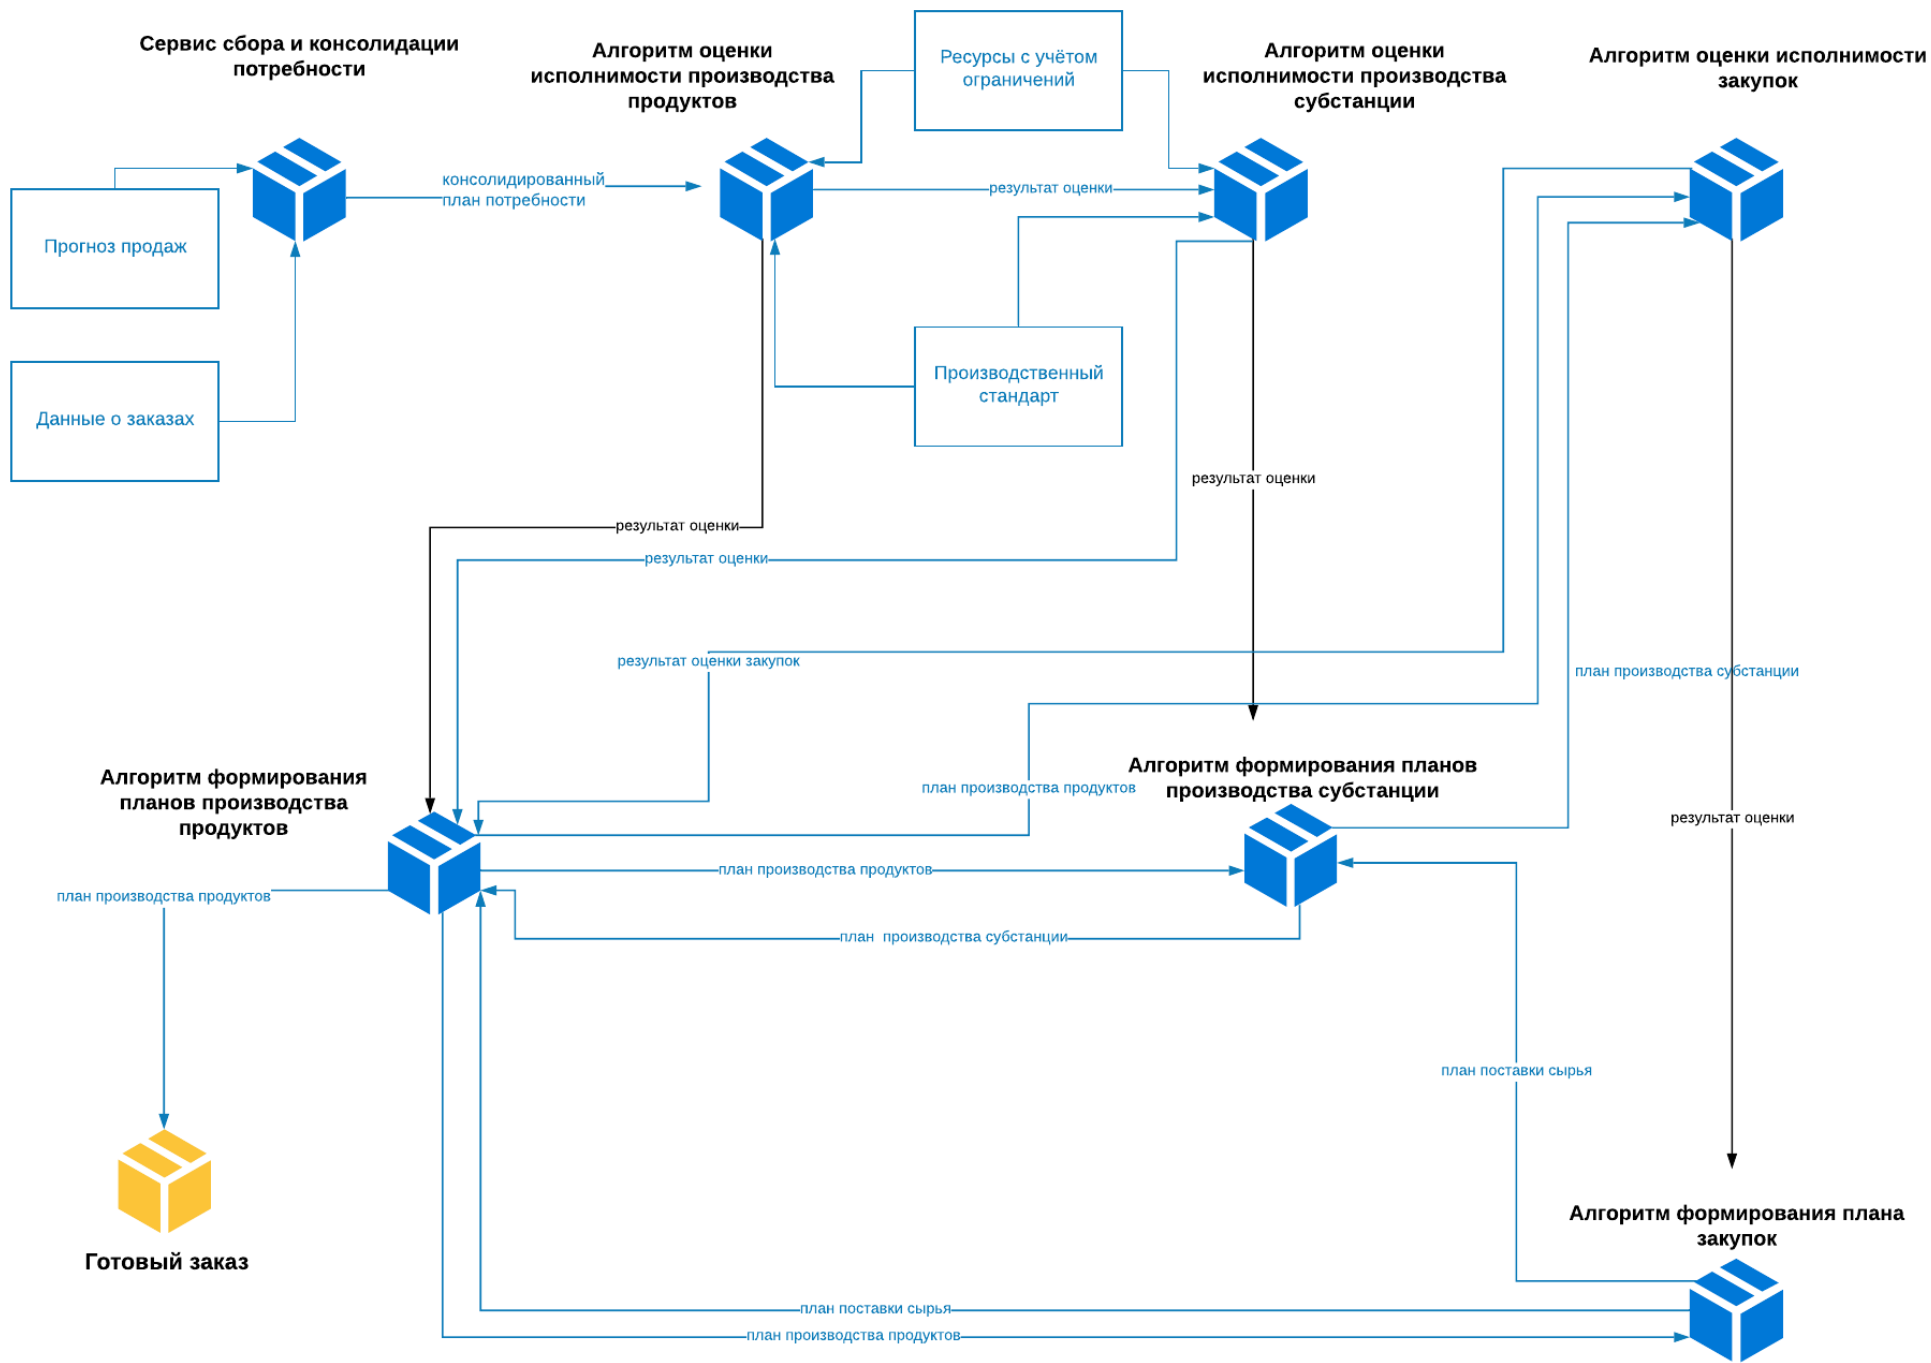 Сервис сбора и консолидации
потребности
Алгоритм оценки
исполнимости производства
продуктов
Ресурсы с учётом
ограничений
Алгоритм оценки
исполнимости производства
субстанции
Алгоритм оценки исполнимости
закупок
консолидированный
план потребности
результат оценки
Прогноз продаж
Данные о заказах
Производственный
стандарт
результат оценки
результат оценки
результат оценки
результат оценки закупок
план производства субстанции
Алгоритм формирования
планов производства
продуктов
план производства продуктов
Алгоритм формирования планов
производства субстанции
результат оценки
план производства продуктов
план производства продуктов
план  производства субстанции
план поставки сырья
Готовый заказ
Алгоритм формирования плана
закупок
план поставки сырья
план производства продуктов